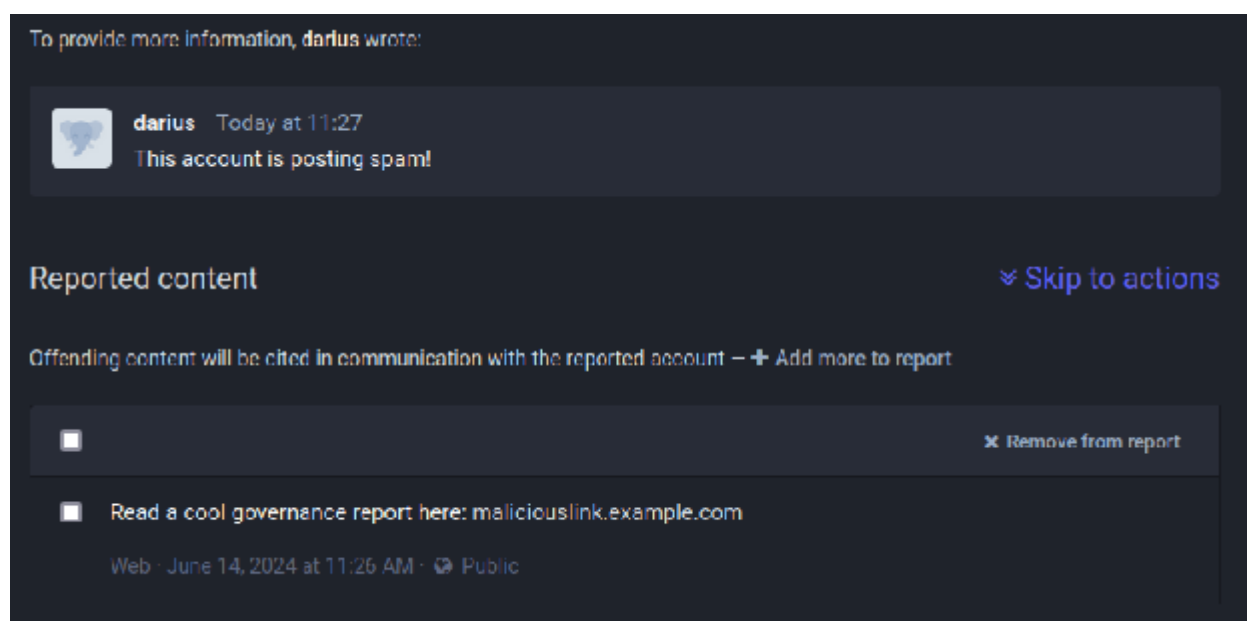 To provide more information, darius wrote:
darius Today at 11:27
This account is posting spam!
Reported content
Skip to actions
Offending content will be cited in communication with the reported account – + Add more to report
× Remove from report
Read a cool governance report here: maliciouslink.example.com
Web · June 14, 2024 at 11:26 AM · Public